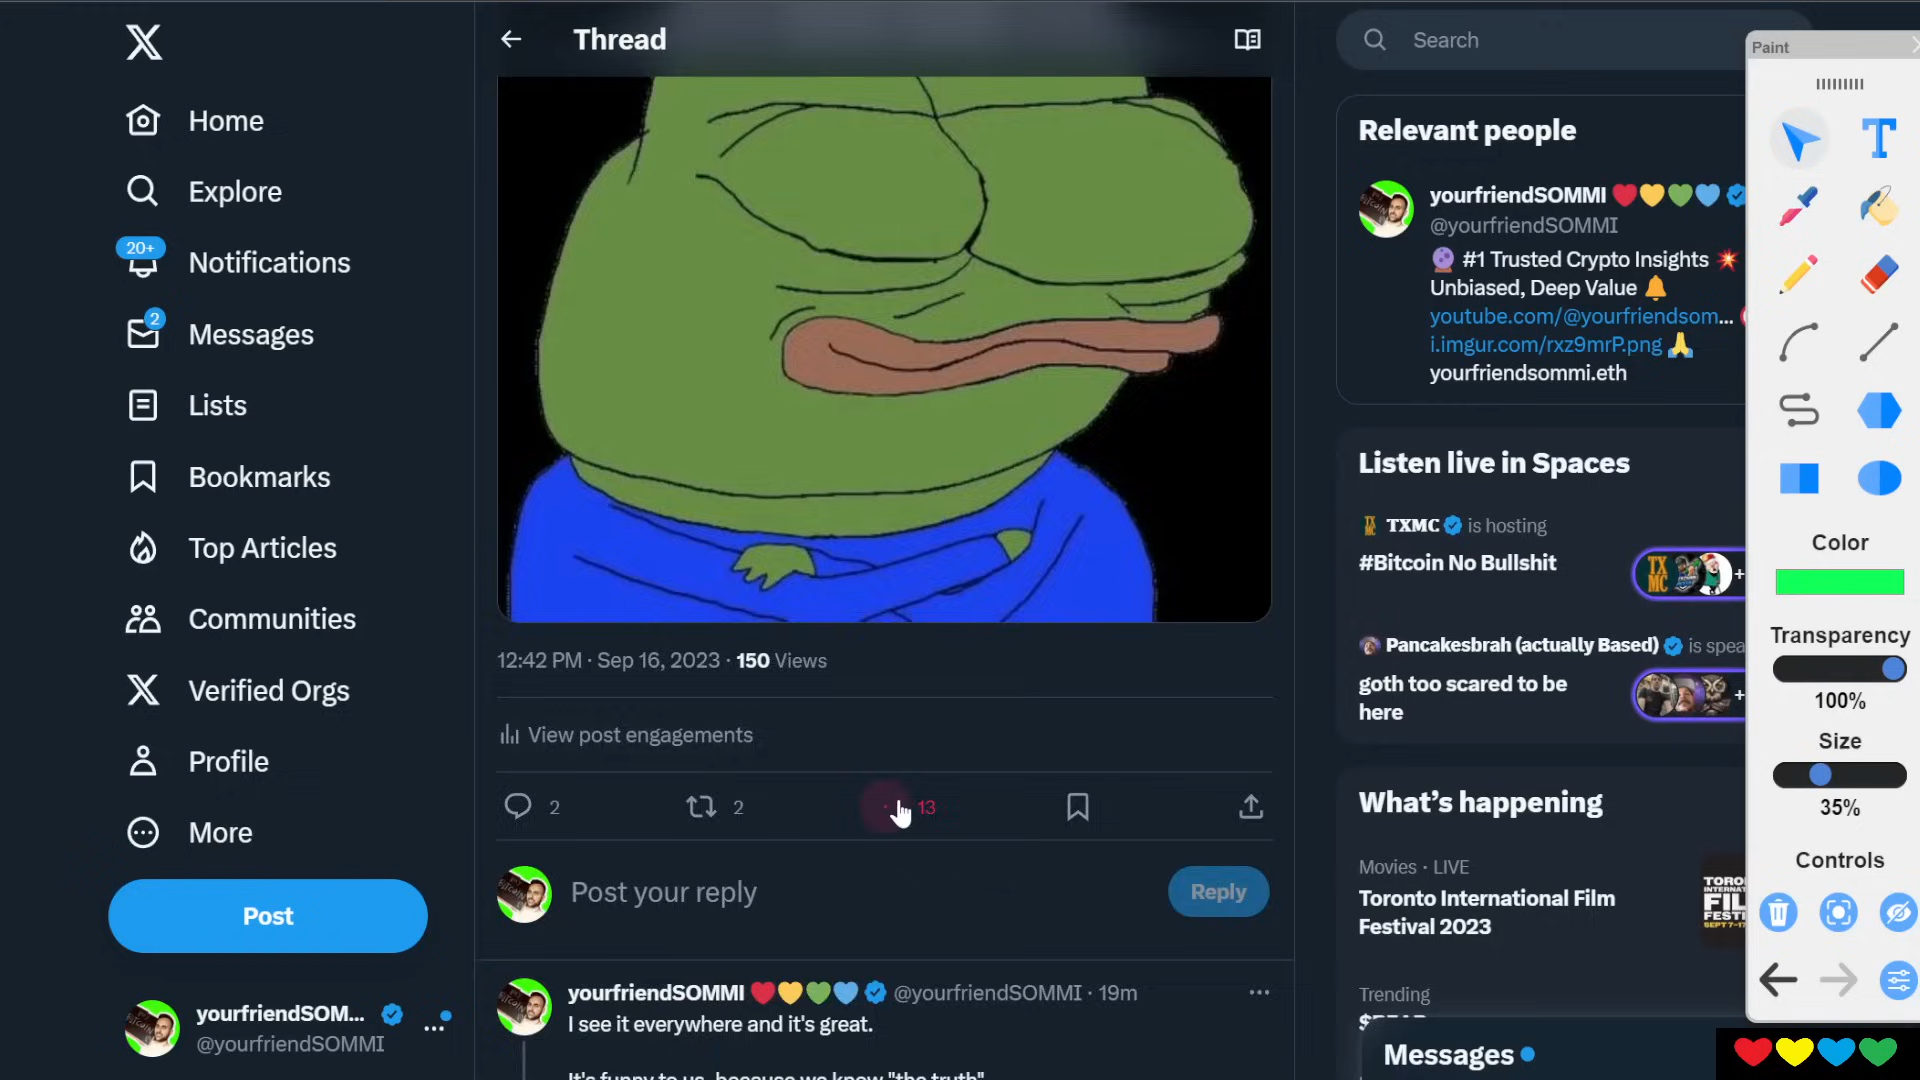 Thread
Search
Paint
Home
Explore
20+
Notifications
2
Messages
Lists
Bookmarks
Top Articles
Communities
Verified Orgs
Profile
More
Post
yourfriendSOM...
@yourfriendSOMMI
12:42 PM · Sep 16, 2023 · 150 Views
View post engagements
2
2
13
Post your reply
Reply
yourfriendSOMMI @yourfriendSOMMI · 19m
I see it everywhere and it's great.
It's funny to us, because we know "the truth"
Relevant people
yourfriendSOMMI
@yourfriendSOMMI
#1 Trusted Crypto Insights
Unbiased, Deep Value
youtube.com/@yourfriendsom...
i.imgur.com/rxz9mrP.png
yourfriendsommi.eth
Listen live in Spaces
TXMC is hosting
#Bitcoin No Bullshit
TX
MC
+
Pancakesbrah (actually Based) is spea
goth too scared to be
here
+
What's happening
Movies · LIVE
Toronto International Film
Festival 2023
Trending
Messages
T
Color
Transparency
100%
Size
35%
Controls